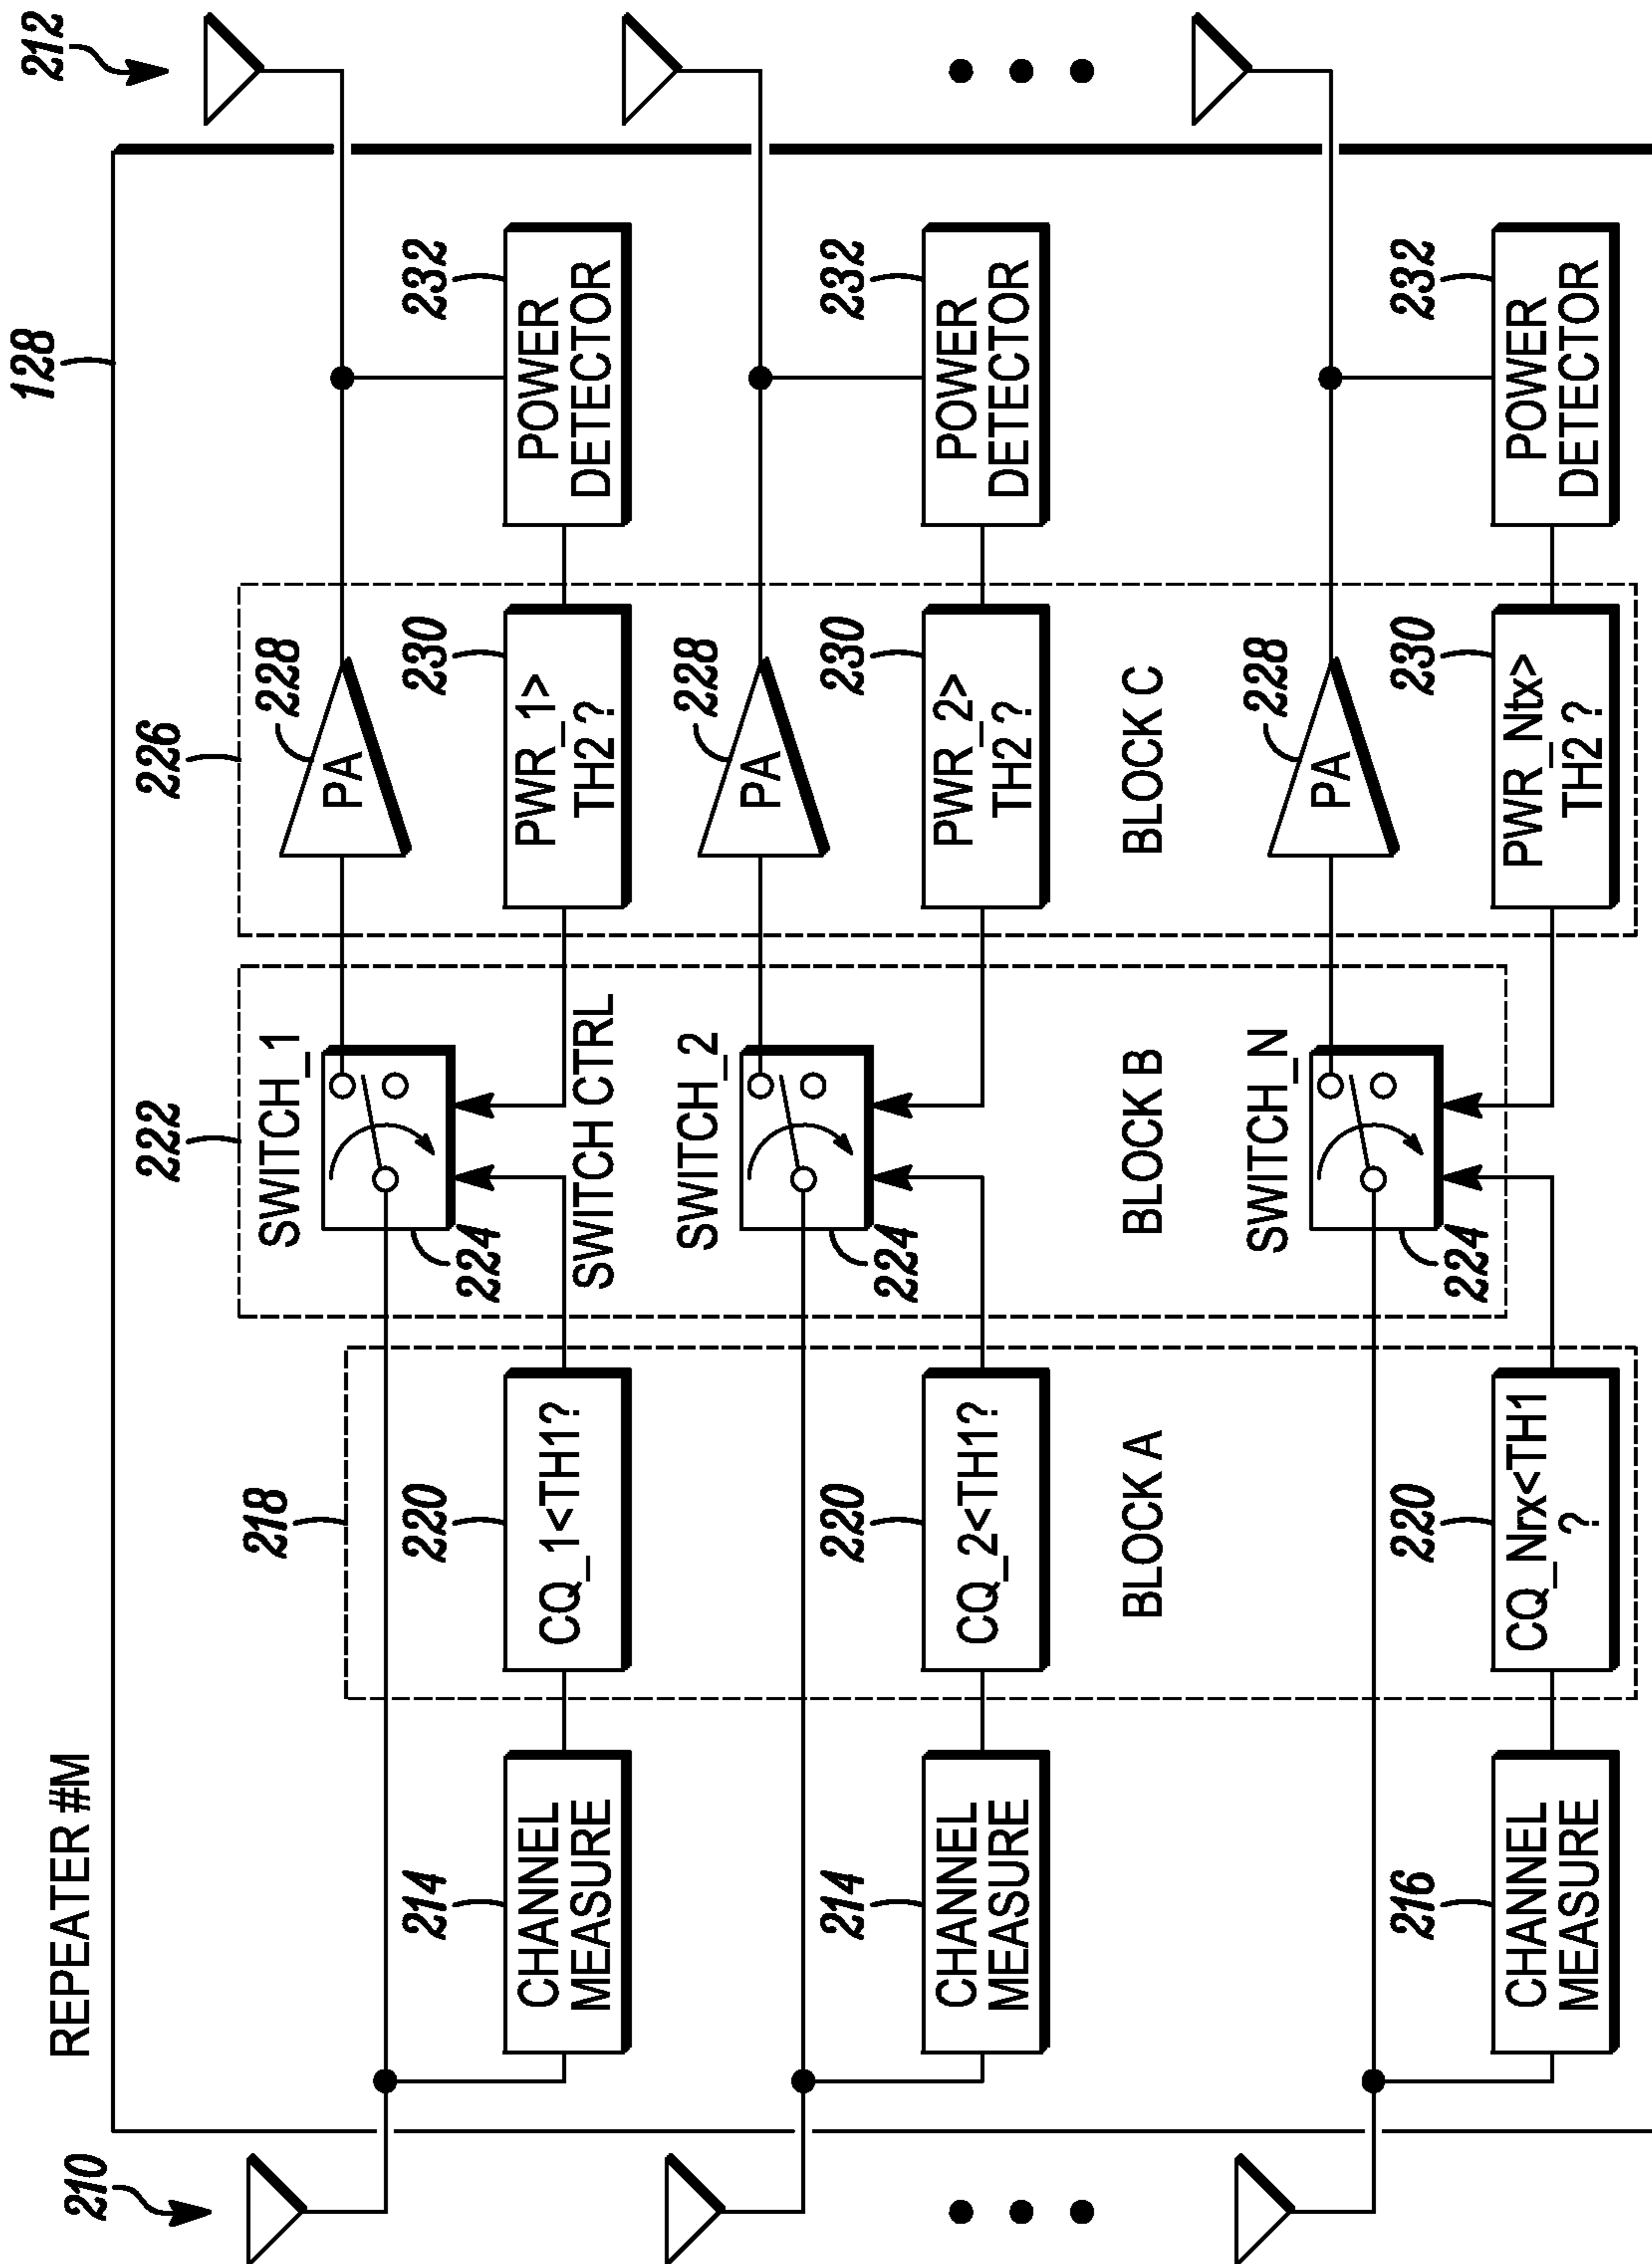 REPEATER #M
128
210
212
218
222
226
SWITCH_1
228
PA
224
214
CHANNEL
MEASURE
220
CQ_1<TH1?
SWITCH CTRL
230
PWR_1>
TH2 ?
232
POWER
DETECTOR
SWITCH_2
228
PA
224
214
CHANNEL
MEASURE
220
CQ_2<TH1?
230
PWR_2>
TH2 ?
232
POWER
DETECTOR
BLOCK A
BLOCK B
BLOCK C
SWITCH_N
228
PA
224
216
CHANNEL
MEASURE
220
CQ_Nrx<TH1
?
230
PWR_Ntx>
TH2 ?
232
POWER
DETECTOR